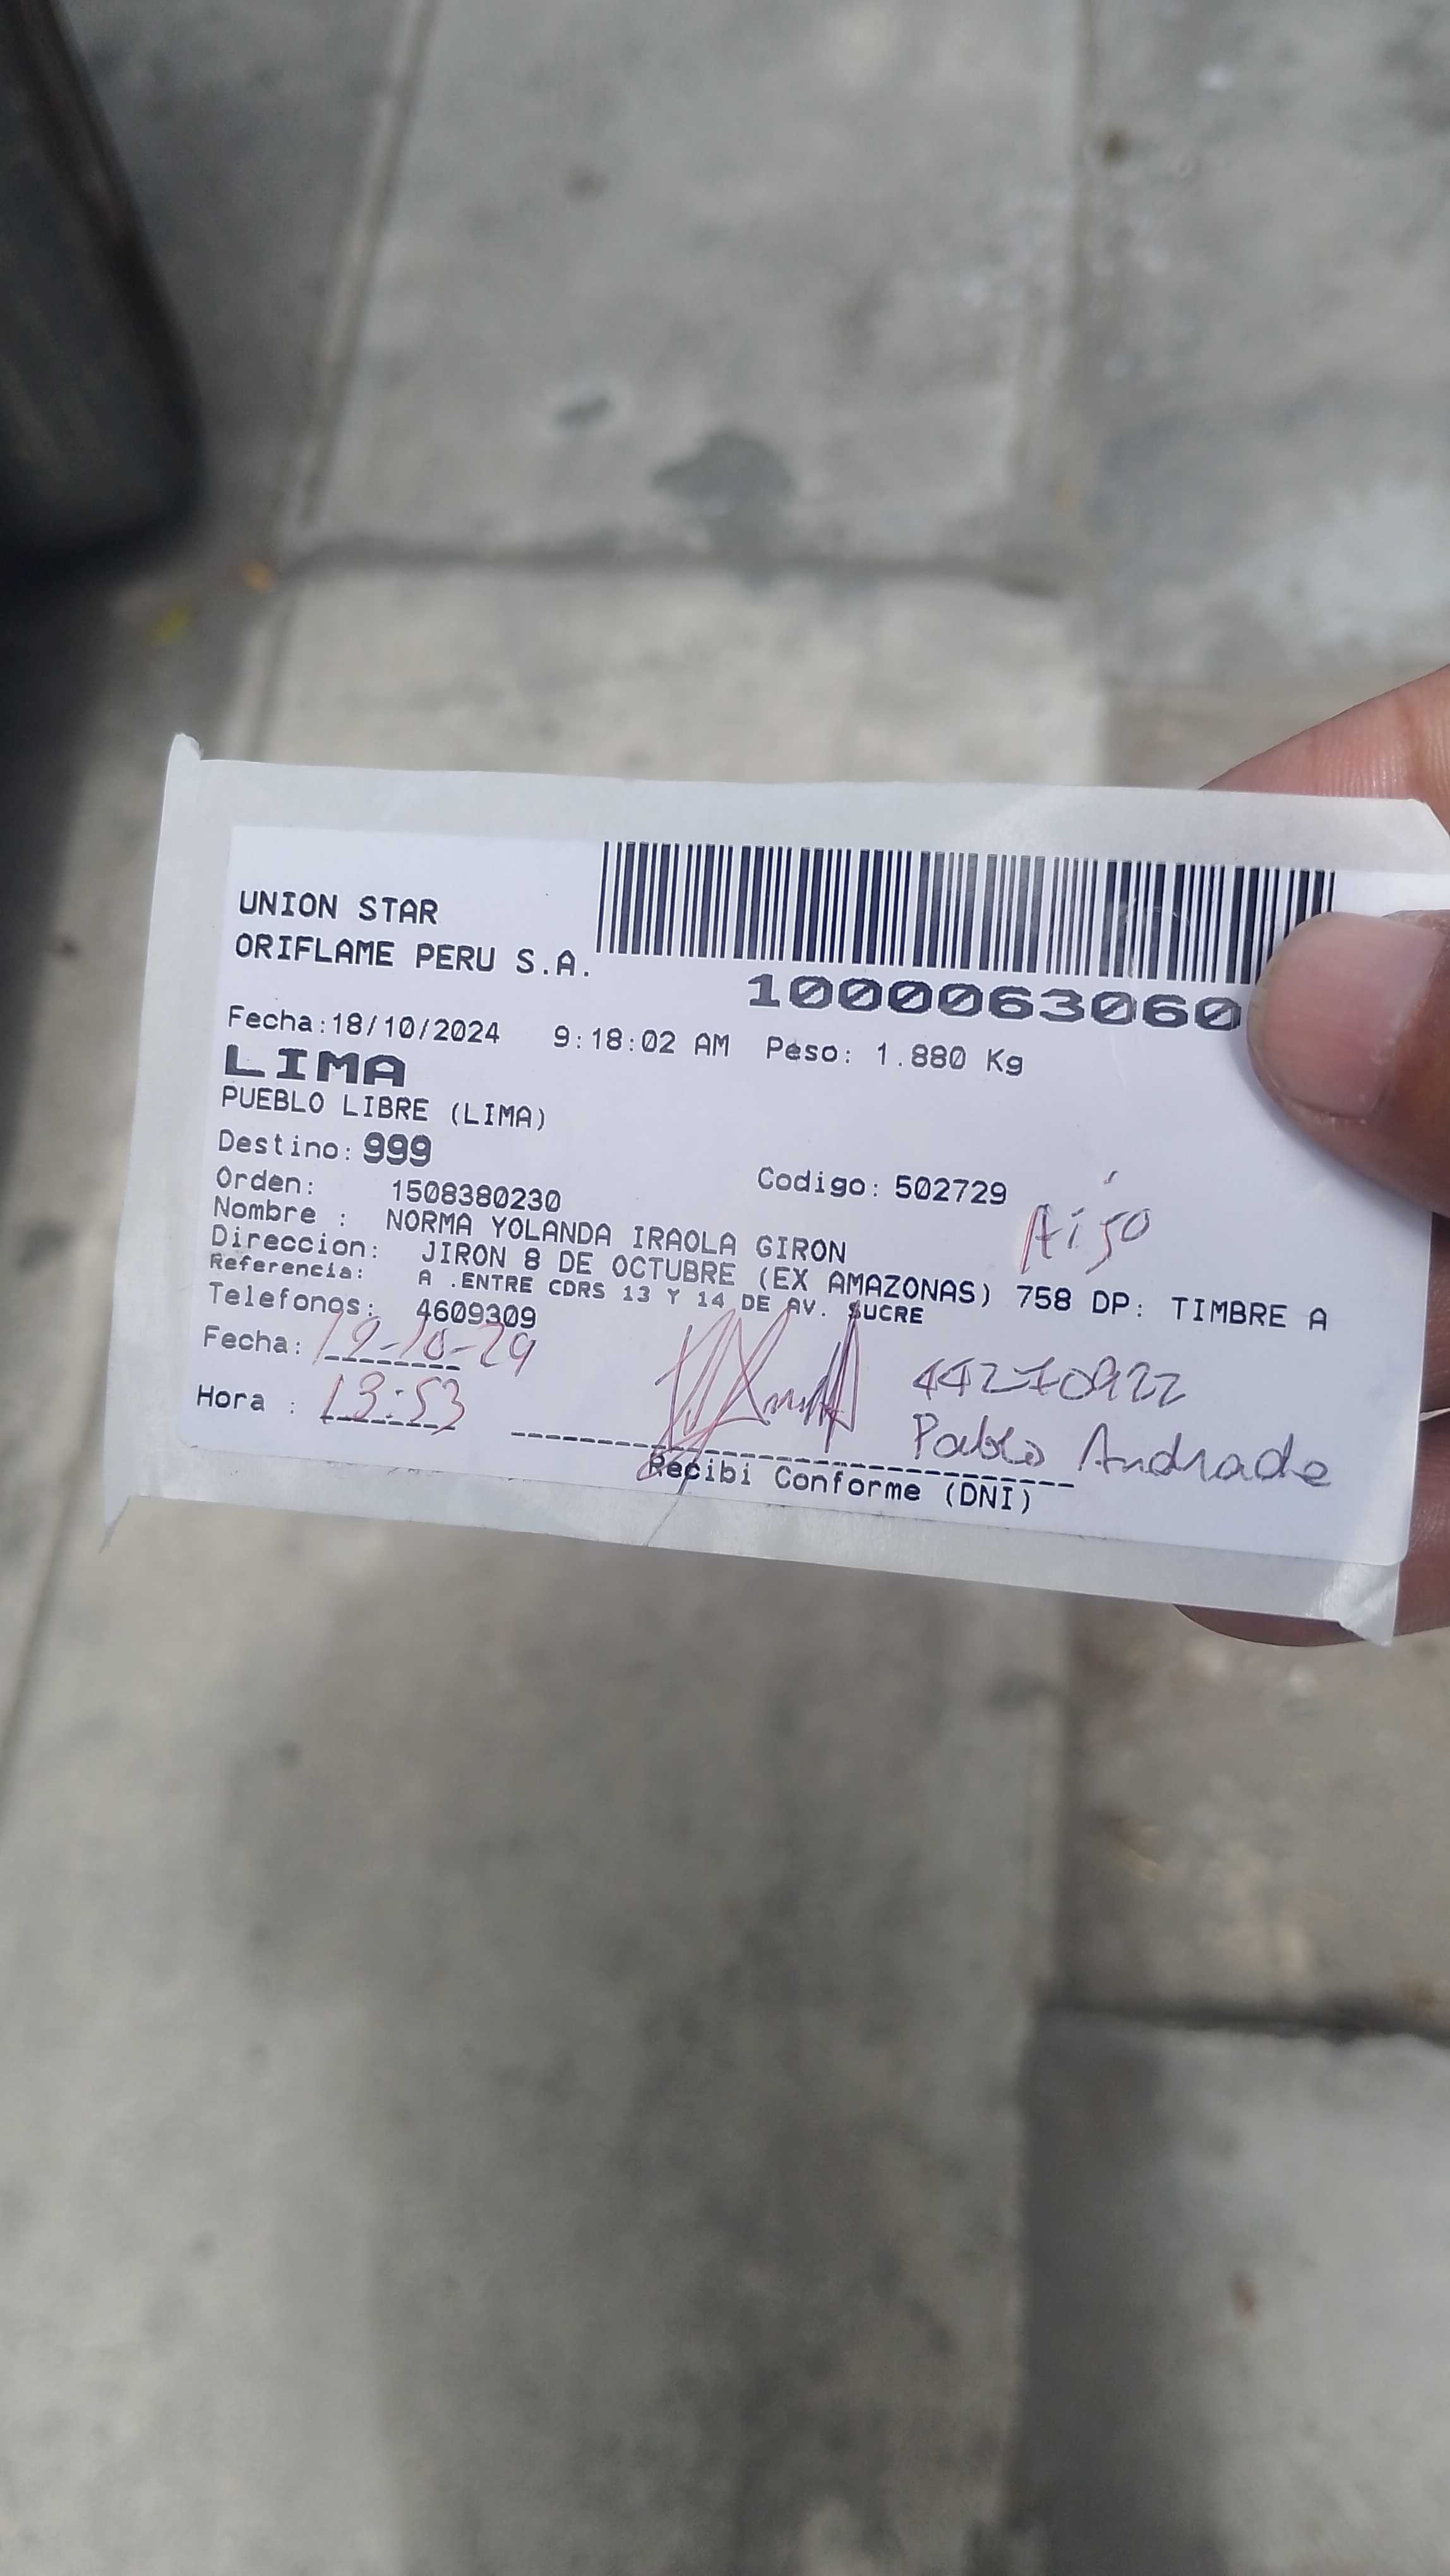 UNION STAR
ORIFLAME PERU S.A.
1000063060
Fecha:18/10/2024 9:18:02 AM Peso: 1.880 Kg
LIMA
PUEBLO LIBRE (LIMA)
Destino: 999
Codigo: 502729
Orden: 1508380230
Nombre : NORMA YOLANDA IRAOLA GIRON
Direccion: JIRON 8 DE OCTUBRE (EX AMAZONAS) 758 DP: TIMBRE A
Referencia: A .ENTRE CDRS 13 Y 14 DE AV. SUCRE
Telefonos: 4609309
Fecha: 19-10-24
Hora : 13:53
Pablo Andrade
Recibi Conforme (DNI)